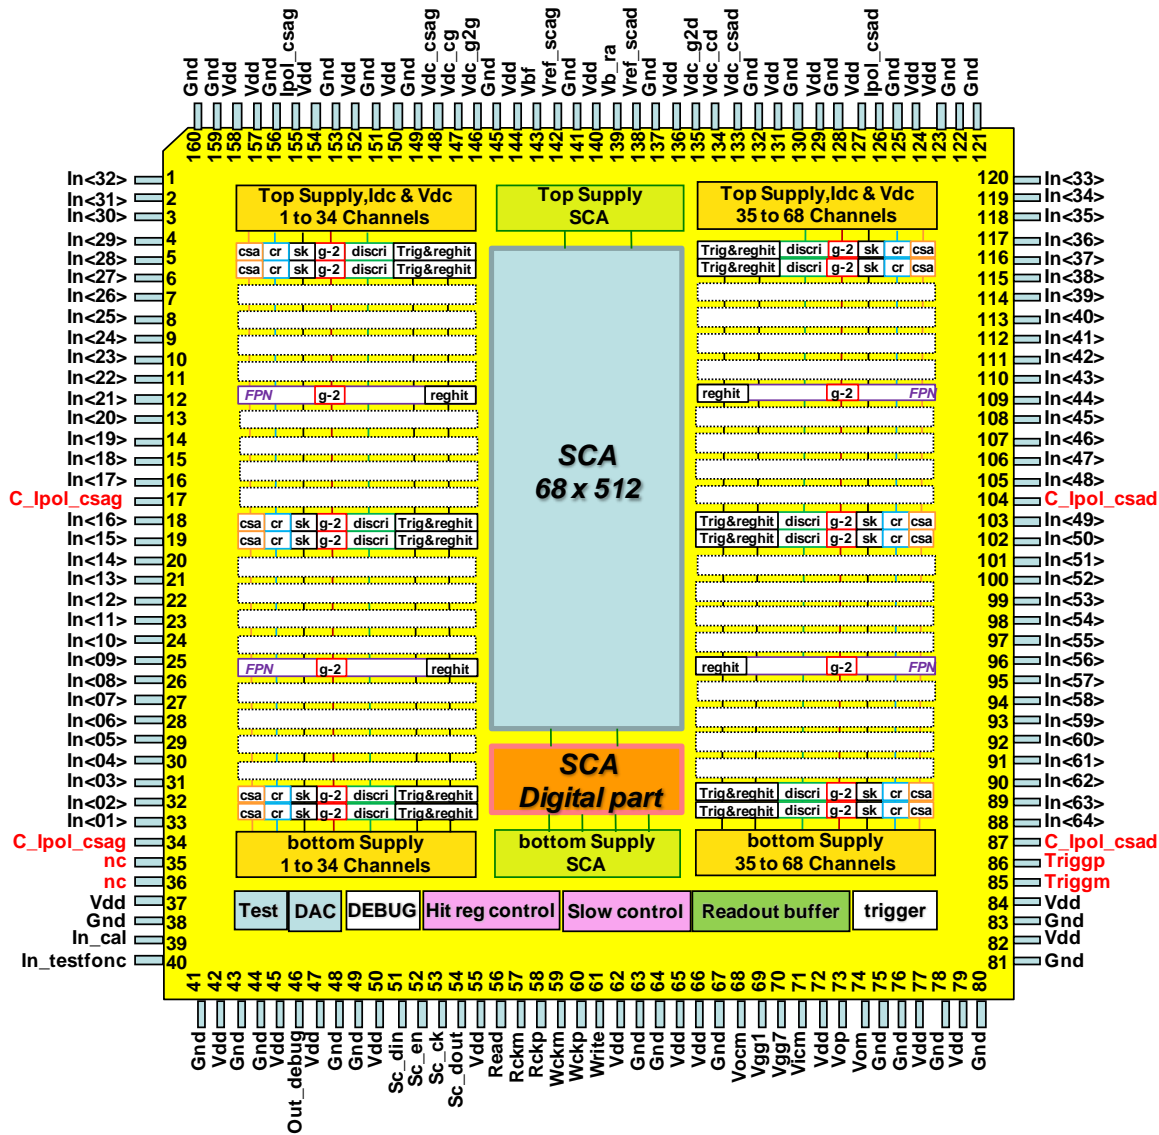 Gnd
Gnd
Vdd
Vdd
Gnd
Ipol_csag
Vdd
Gnd
Vdd
Gnd
Vdd
Gnd
Vdc_csag
Vdc_cg
Vdc_g2g
Gnd
Vdd
Vbf
Vref_scag
Gnd
Vdd
Vb_ra
Vref_scad
Gnd
Vdd
Vdc_g2d
Vdc_cd
Vdc_csad
Gnd
Vdd
Gnd
Vdd
Gnd
Vdd
Ipol_csad
Gnd
Vdd
Vdd
Gnd
Gnd
160 159 158 157 156 155 154 153 152 151 150 149 148 147 146 145 144 143 142 141 140 139 138 137 136 135 134 133 132 131 130 129 128 127 126 125 124 123 122 121
In<32> 1
In<31> 2
In<30> 3
In<29> 4
In<28> 5
In<27> 6
In<26> 7
In<25> 8
In<24> 9
In<23> 10
In<22> 11
In<21> 12
In<20> 13
In<19> 14
In<18> 15
In<17> 16
C_Ipol_csag 17
In<16> 18
In<15> 19
In<14> 20
In<13> 21
In<12> 22
In<11> 23
In<10> 24
In<09> 25
In<08> 26
In<07> 27
In<06> 28
In<05> 29
In<04> 30
In<03> 31
In<02> 32
In<01> 33
C_Ipol_csag 34
nc 35
nc 36
Vdd 37
Gnd 38
In_cal 39
In_testfonc 40
Top Supply,Idc & Vdc
1 to 34 Channels
csa cr sk g-2 discri Trig&reghit
csa cr sk g-2 discri Trig&reghit
FPN g-2 reghit
csa cr sk g-2 discri Trig&reghit
csa cr sk g-2 discri Trig&reghit
FPN g-2 reghit
csa cr sk g-2 discri Trig&reghit
csa cr sk g-2 discri Trig&reghit
bottom Supply
1 to 34 Channels
Top Supply
SCA
SCA
68 x 512
SCA
Digital part
bottom Supply
SCA
Top Supply,Idc & Vdc
35 to 68 Channels
Trig&reghit discri g-2 sk cr csa
Trig&reghit discri g-2 sk cr csa
reghit g-2 FPN
Trig&reghit discri g-2 sk cr csa
Trig&reghit discri g-2 sk cr csa
reghit g-2 FPN
Trig&reghit discri g-2 sk cr csa
Trig&reghit discri g-2 sk cr csa
bottom Supply
35 to 68 Channels
Test DAC DEBUG Hit reg control Slow control Readout buffer trigger
120 In<33>
119 In<34>
118 In<35>
117 In<36>
116 In<37>
115 In<38>
114 In<39>
113 In<40>
112 In<41>
111 In<42>
110 In<43>
109 In<44>
108 In<45>
107 In<46>
106 In<47>
105 In<48>
104 C_Ipol_csad
103 In<49>
102 In<50>
101 In<51>
100 In<52>
99 In<53>
98 In<54>
97 In<55>
96 In<56>
95 In<57>
94 In<58>
93 In<59>
92 In<60>
91 In<61>
90 In<62>
89 In<63>
88 In<64>
87 C_Ipol_csad
86 Triggp
85 Triggm
84 Vdd
83 Gnd
82 Vdd
81 Gnd
41 42 43 44 45 46 47 48 49 50 51 52 53 54 55 56 57 58 59 60 61 62 63 64 65 66 67 68 69 70 71 72 73 74 75 76 77 78 79 80
Gnd
Vdd
Gnd
Gnd
Vdd
Out_debug
Vdd
Gnd
Gnd
Vdd
Sc_din
Sc_en
Sc_ck
Sc_dout
Vdd
Read
Rckm
Rckp
Wckm
Wckp
Write
Vdd
Gnd
Gnd
Vdd
Vdd
Gnd
Vocm
Vgg1
Vgg7
Vicm
Vdd
Vop
Vom
Gnd
Gnd
Vdd
Gnd
Vdd
Gnd